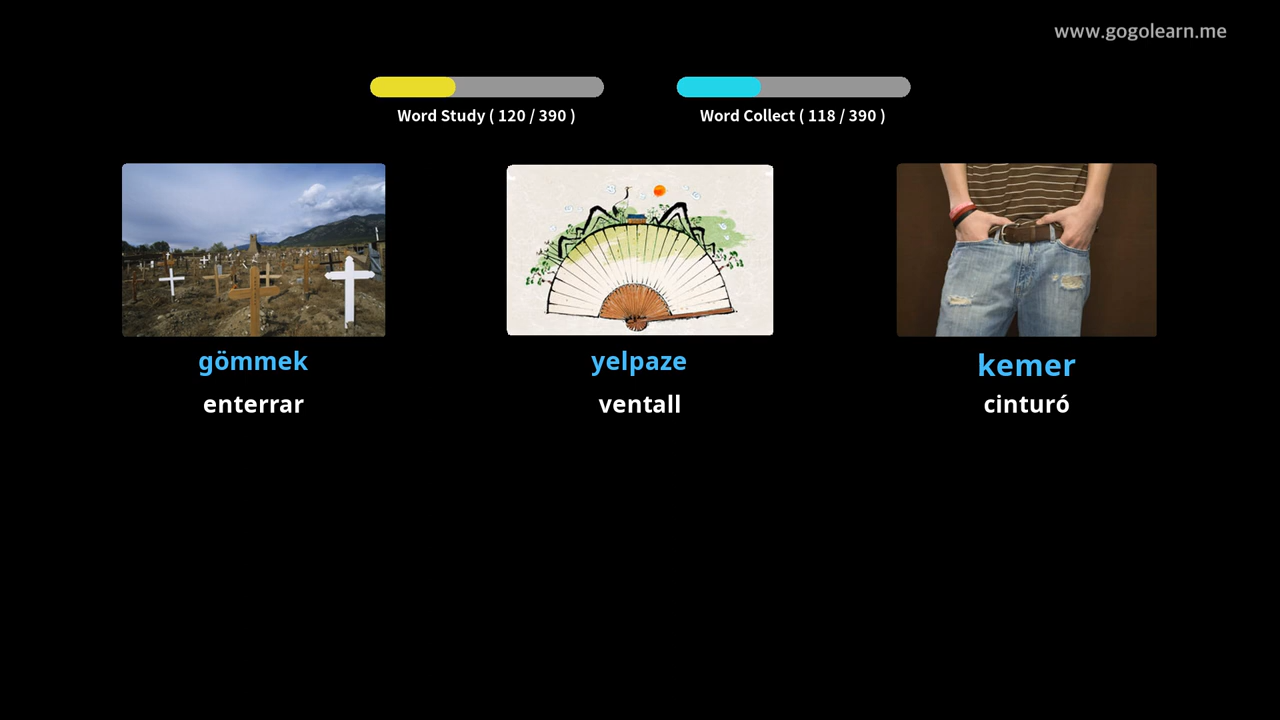 www.gogolearn.me
Word Study ( 120 / 390 )
Word Collect ( 118 / 390 )
gömmek
yelpaze
kemer
enterrar
ventall
cinturó